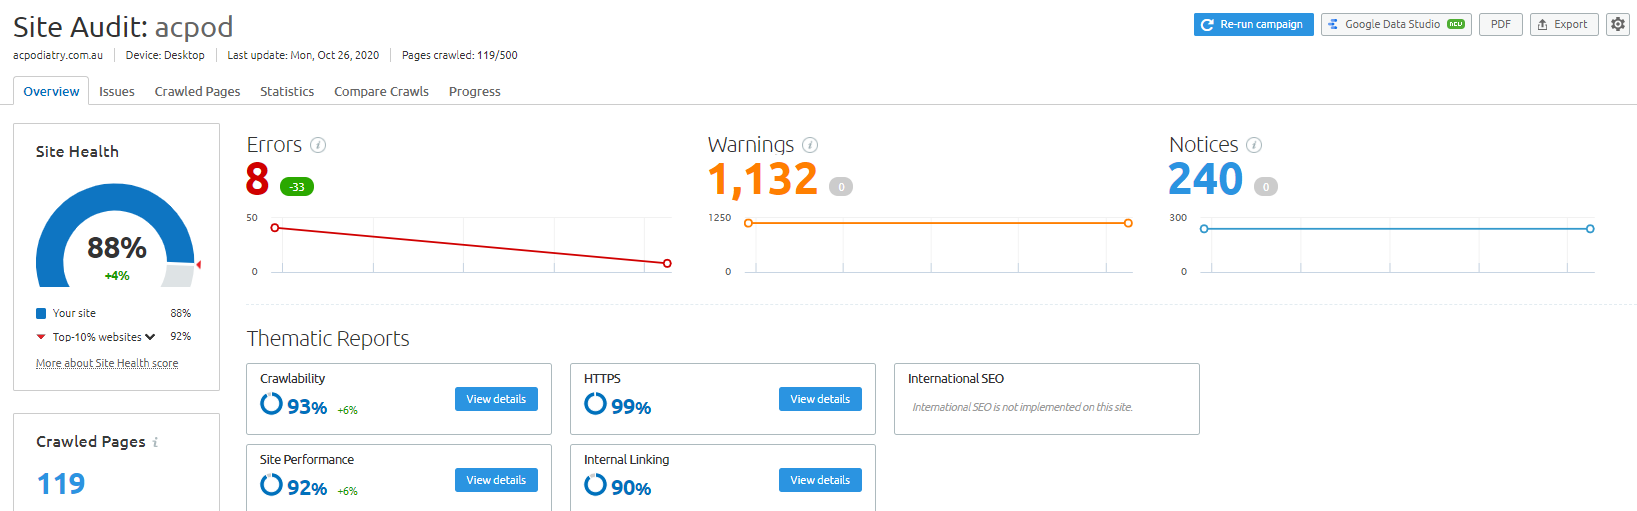 Site Audit: acpod
Re-run campaign
Google Data Studio NEW
PDF
Export
acpodiatry.com.au Device: Desktop Last update: Mon, Oct 26, 2020 Pages crawled: 119/500
Overview Issues Crawled Pages Statistics Compare Crawls Progress
Site Health
88%
+4%
Your site 88%
Top-10% websites 92%
More about Site Health score
Crawled Pages i
119
Errors i
8 -33
50
0
Warnings i
1,132 0
1250
0
Notices i
240 0
300
0
Thematic Reports
Crawlability
93% +6%
View details
HTTPS
99%
View details
International SEO
International SEO is not implemented on this site.
Site Performance
92% +6%
View details
Internal Linking
90%
View details